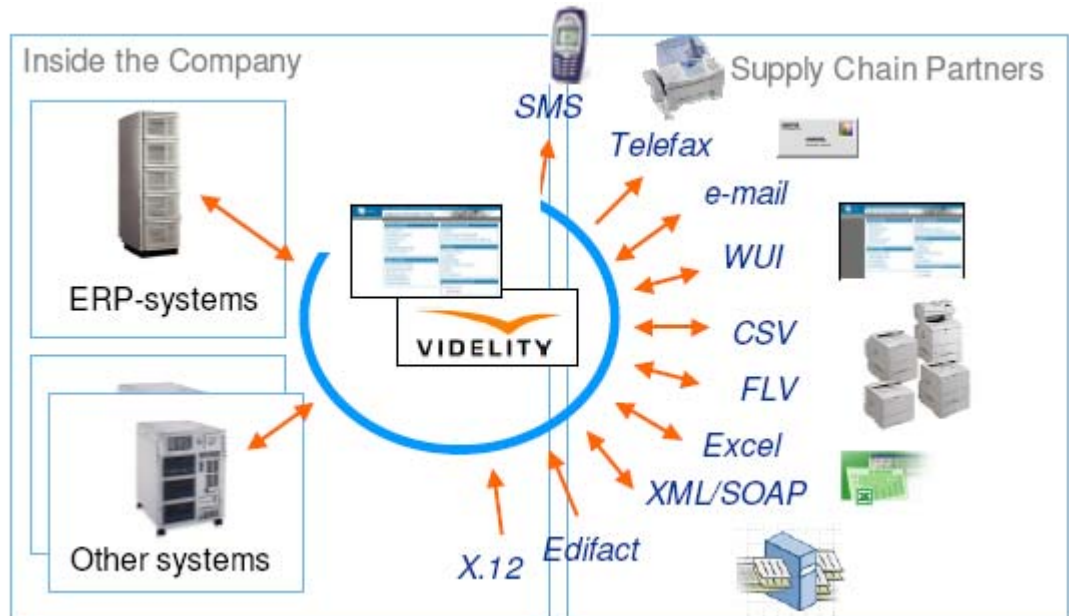 Inside the Company
Supply Chain Partners
SMS
Telefax
e-mail
WUI
CSV
FLV
Excel
XML/SOAP
Edifact
X.12
ERP-systems
VIDELITY
Other systems